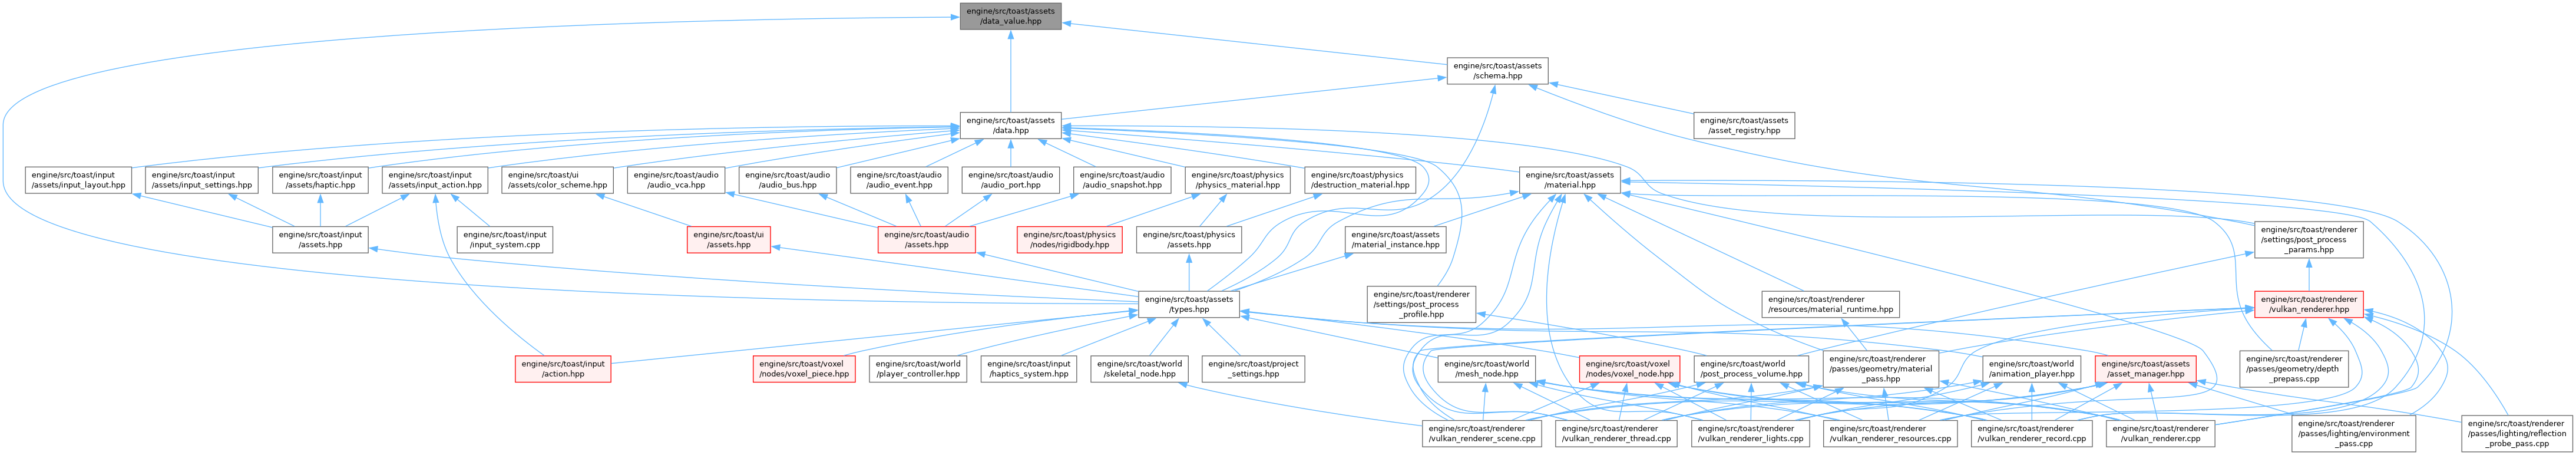 engine/src/toast/assets
/data_value.hpp
engine/src/toast/assets
/schema.hpp
engine/src/toast/assets
/data.hpp
engine/src/toast/assets
/asset_registry.hpp
engine/src/toast/input
/assets/input_layout.hpp
engine/src/toast/input
/assets/input_settings.hpp
engine/src/toast/input
/assets/haptic.hpp
engine/src/toast/input
/assets/input_action.hpp
engine/src/toast/ui
/assets/color_scheme.hpp
engine/src/toast/audio
/audio_vca.hpp
engine/src/toast/audio
/audio_bus.hpp
engine/src/toast/audio
/audio_event.hpp
engine/src/toast/audio
/audio_port.hpp
engine/src/toast/audio
/audio_snapshot.hpp
engine/src/toast/physics
/physics_material.hpp
engine/src/toast/physics
/destruction_material.hpp
engine/src/toast/assets
/material.hpp
engine/src/toast/input
/assets.hpp
engine/src/toast/input
/input_system.cpp
engine/src/toast/ui
/assets.hpp
engine/src/toast/audio
/assets.hpp
engine/src/toast/physics
/nodes/rigidbody.hpp
engine/src/toast/physics
/assets.hpp
engine/src/toast/assets
/material_instance.hpp
engine/src/toast/renderer
/settings/post_process
_params.hpp
engine/src/toast/assets
/types.hpp
engine/src/toast/renderer
/settings/post_process
_profile.hpp
engine/src/toast/renderer
/resources/material_runtime.hpp
engine/src/toast/renderer
/vulkan_renderer.hpp
engine/src/toast/input
/action.hpp
engine/src/toast/voxel
/nodes/voxel_piece.hpp
engine/src/toast/world
/player_controller.hpp
engine/src/toast/input
/haptics_system.hpp
engine/src/toast/world
/skeletal_node.hpp
engine/src/toast/project
_settings.hpp
engine/src/toast/world
/mesh_node.hpp
engine/src/toast/voxel
/nodes/voxel_node.hpp
engine/src/toast/world
/post_process_volume.hpp
engine/src/toast/renderer
/passes/geometry/material
_pass.hpp
engine/src/toast/world
/animation_player.hpp
engine/src/toast/assets
/asset_manager.hpp
engine/src/toast/renderer
/passes/geometry/depth
_prepass.cpp
engine/src/toast/renderer
/vulkan_renderer_scene.cpp
engine/src/toast/renderer
/vulkan_renderer_thread.cpp
engine/src/toast/renderer
/vulkan_renderer_lights.cpp
engine/src/toast/renderer
/vulkan_renderer_resources.cpp
engine/src/toast/renderer
/vulkan_renderer_record.cpp
engine/src/toast/renderer
/vulkan_renderer.cpp
engine/src/toast/renderer
/passes/lighting/environment
_pass.cpp
engine/src/toast/renderer
/passes/lighting/reflection
_probe_pass.cpp